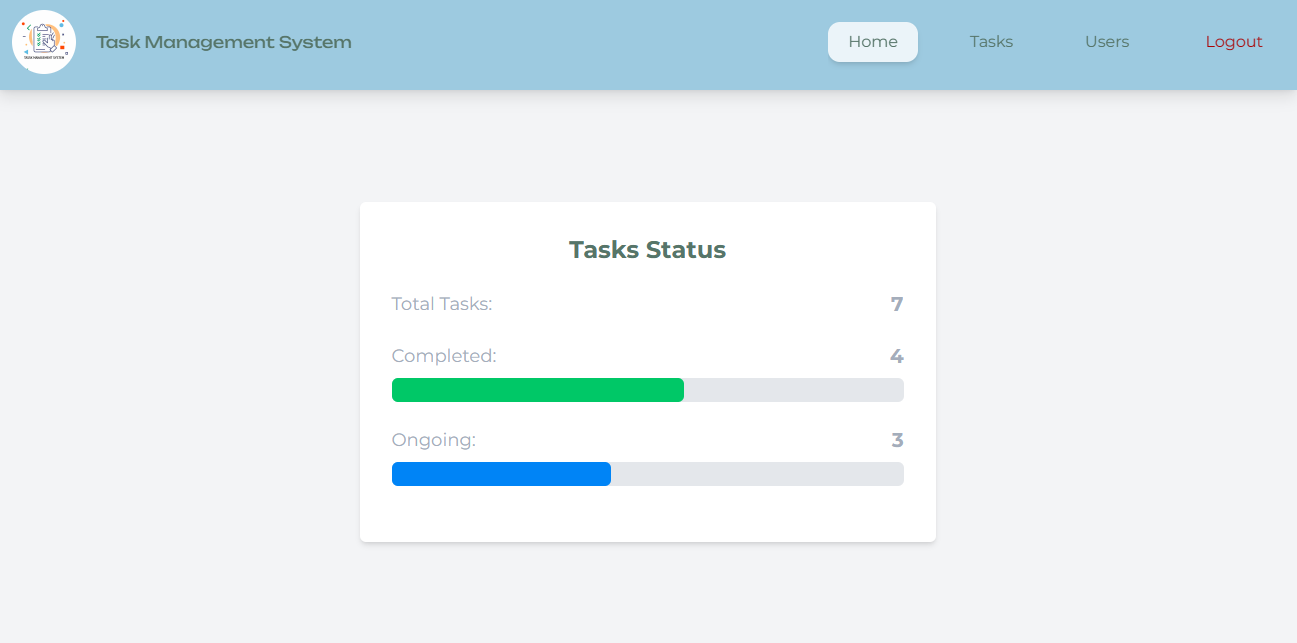 TASK MANAGEMENT SYSTEM
Task Management System
Home
Tasks
Users
Logout
Tasks Status
Total Tasks:
7
Completed:
4
Ongoing:
3